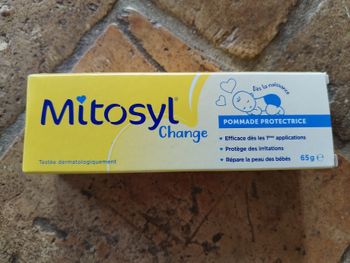 Mitosyl®
Change
Testée dermatologiquement
Dès la naissance
POMMADE PROTECTRICE
• Efficace dès les 1ères applications
• Protège des irritations
• Répare la peau des bébés
65g ℮